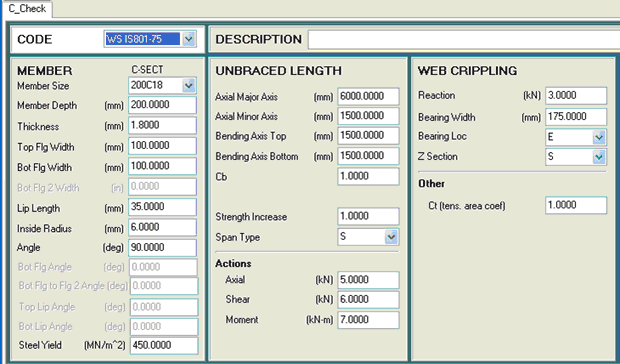 C_Check
CODE
WS IS801-75
DESCRIPTION
MEMBER
C-SECT
Member Size
200C18
Member Depth (mm) 200.0000
Thickness (mm) 1.8000
Top Flg Width (mm) 100.0000
Bot Flg Width (mm) 100.0000
Bot Flg 2 Width (in) 0.0000
Lip Length (mm) 35.0000
Inside Radius (mm) 6.0000
Angle (deg) 90.0000
Bot Flg Angle (deg) 0.0000
Bot Flg to Flg 2 Angle (deg) 0.0000
Top Lip Angle (deg) 0.0000
Bot Lip Angle (deg) 0.0000
Steel Yield (MN/m^2) 450.0000
UNBRACED LENGTH
Axial Major Axis (mm) 6000.0000
Axial Minor Axis (mm) 1500.0000
Bending Axis Top (mm) 1500.0000
Bending Axis Bottom (mm) 1500.0000
Cb 1.0000
Strength Increase 1.0000
Span Type S
Actions
Axial (kN) 5.0000
Shear (kN) 6.0000
Moment (kN-m) 7.0000
WEB CRIPPLING
Reaction (kN) 3.0000
Bearing Width (mm) 175.0000
Bearing Loc E
Z Section S
Other
Ct (tens. area coef) 1.0000